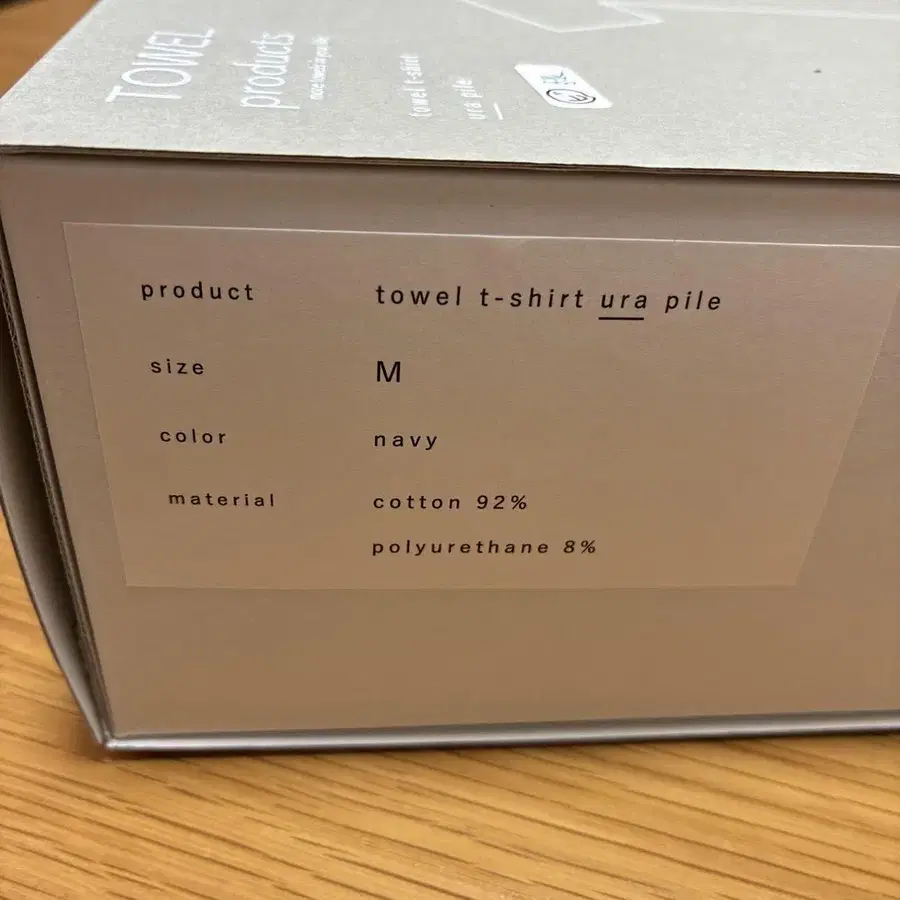 TOWEL
products
towel t-shirt
ura pile
product towel t-shirt ura pile
size M
color navy
material cotton 92%
polyurethane 8%